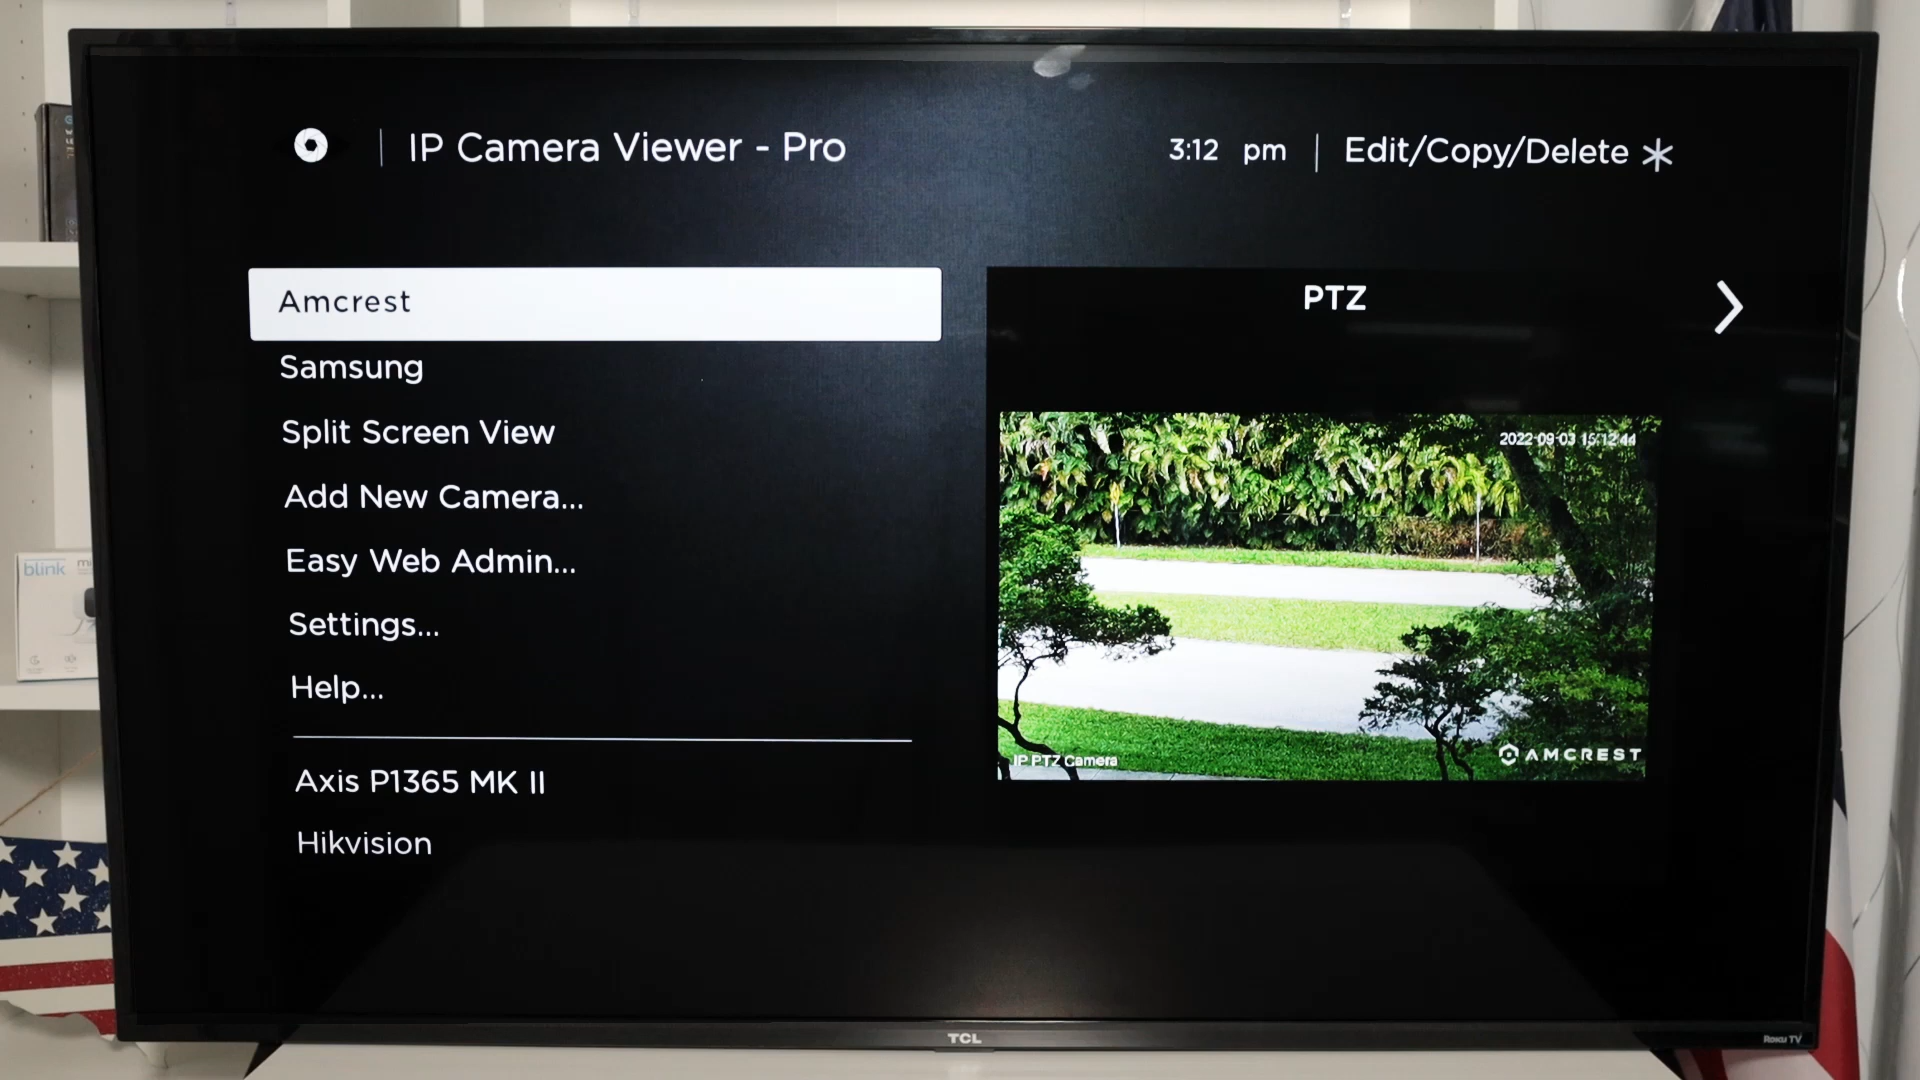 IP Camera Viewer - Pro
3:12 pm
Edit/Copy/Delete
Amcrest
Samsung
Split Screen View
Add New Camera...
Easy Web Admin...
Settings...
Help...
Axis P1365 MK II
Hikvision
PTZ
2022-09-03 15:12:44
IP PTZ Camera
AMCREST
blink
TCL
Roku TV